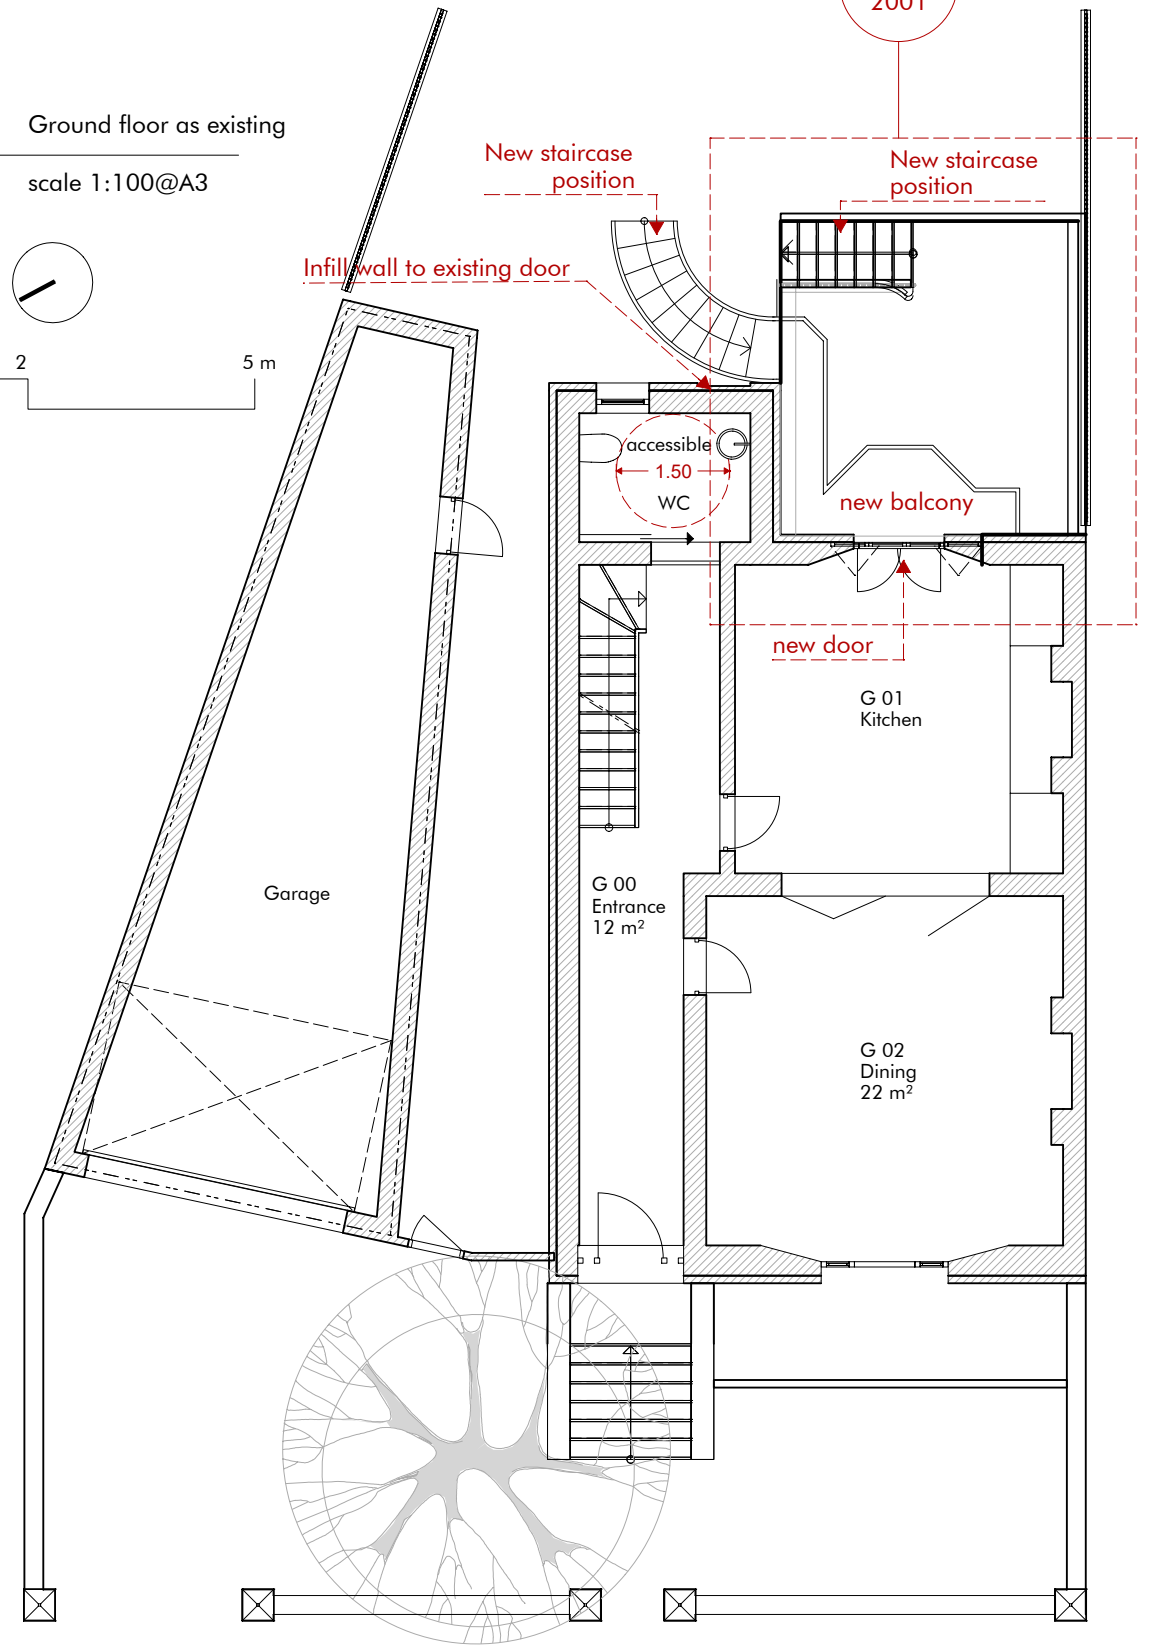 2001
Ground floor as existing
scale 1:100@A3
2
5 m
New staircase
position
New staircase
position
Infill wall to existing door
accessible
1.50
WC
new balcony
new door
G 01
Kitchen
Garage
G 00
Entrance
12 m²
G 02
Dining
22 m²